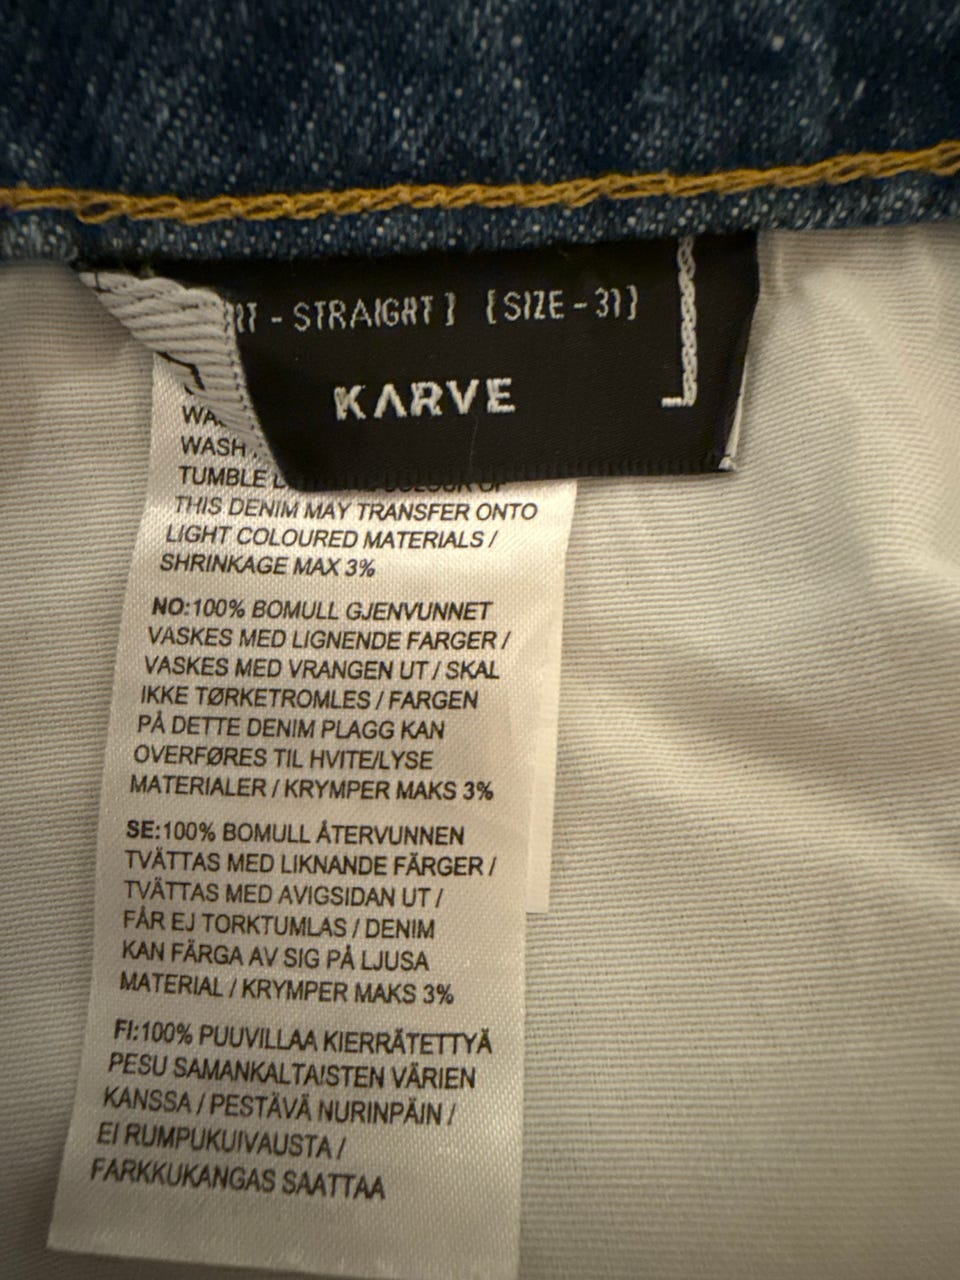 - STRAIGHT ] [ SIZE - 31 ]
KARVE
WASH
TUMBLE
THIS DENIM MAY TRANSFER ONTO
LIGHT COLOURED MATERIALS /
SHRINKAGE MAX 3%
NO:100% BOMULL GJENVUNNET
VASKES MED LIGNENDE FARGER /
VASKES MED VRANGEN UT / SKAL
IKKE TØRKETROMLES / FARGEN
PÅ DETTE DENIM PLAGG KAN
OVERFØRES TIL HVITE/LYSE
MATERIALER / KRYMPER MAKS 3%
SE:100% BOMULL ÅTERVUNNEN
TVÄTTAS MED LIKNANDE FÄRGER /
TVÄTTAS MED AVIGSIDAN UT /
FÅR EJ TORKTUMLAS / DENIM
KAN FÄRGA AV SIG PÅ LJUSA
MATERIAL / KRYMPER MAKS 3%
FI:100% PUUVILLAA KIERRÄTETTYÄ
PESU SAMANKALTAISTEN VÄRIEN
KANSSA / PESTÄVÄ NURINPÄIN /
EI RUMPUKUIVAUSTA /
FARKKUKANGAS SAATTAA